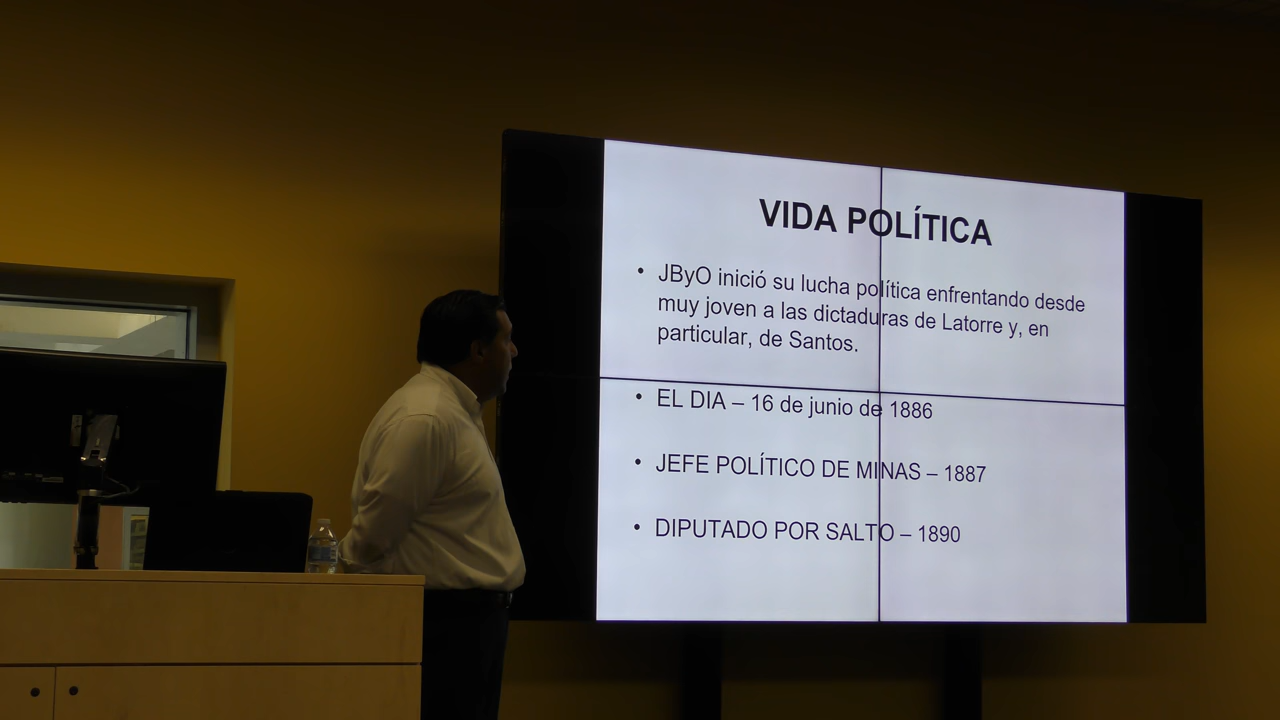 VIDA POLÍTICA
• JByO inició su lucha política enfrentando desde
muy joven a las dictaduras de Latorre y, en
particular, de Santos.
• EL DIA – 16 de junio de 1886
• JEFE POLÍTICO DE MINAS – 1887
• DIPUTADO POR SALTO – 1890